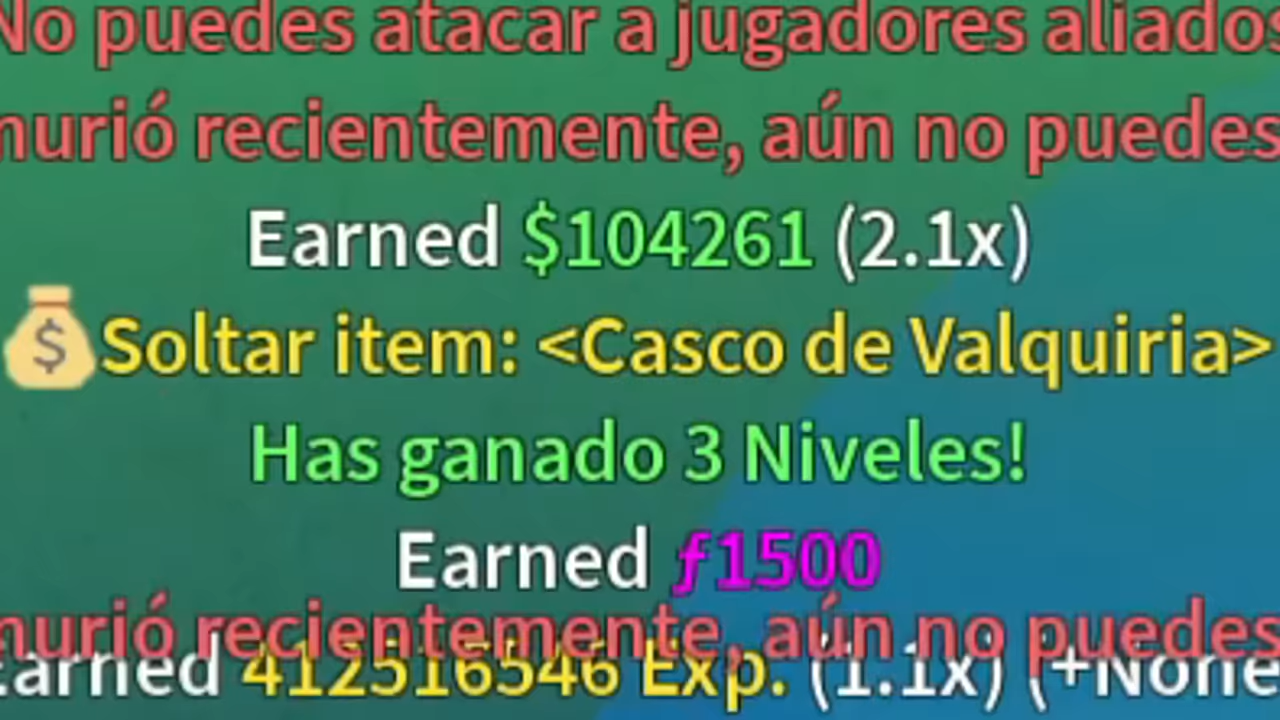 No puedes atacar a jugadores aliados
murió recientemente, aún no puedes
Earned $104261 (2.1x)
Soltar item: <Casco de Valquiria>
Has ganado 3 Niveles!
Earned ƒ1500
murió recientemente, aún no puedes
Earned 412516546 Exp. (1.1x) (+None